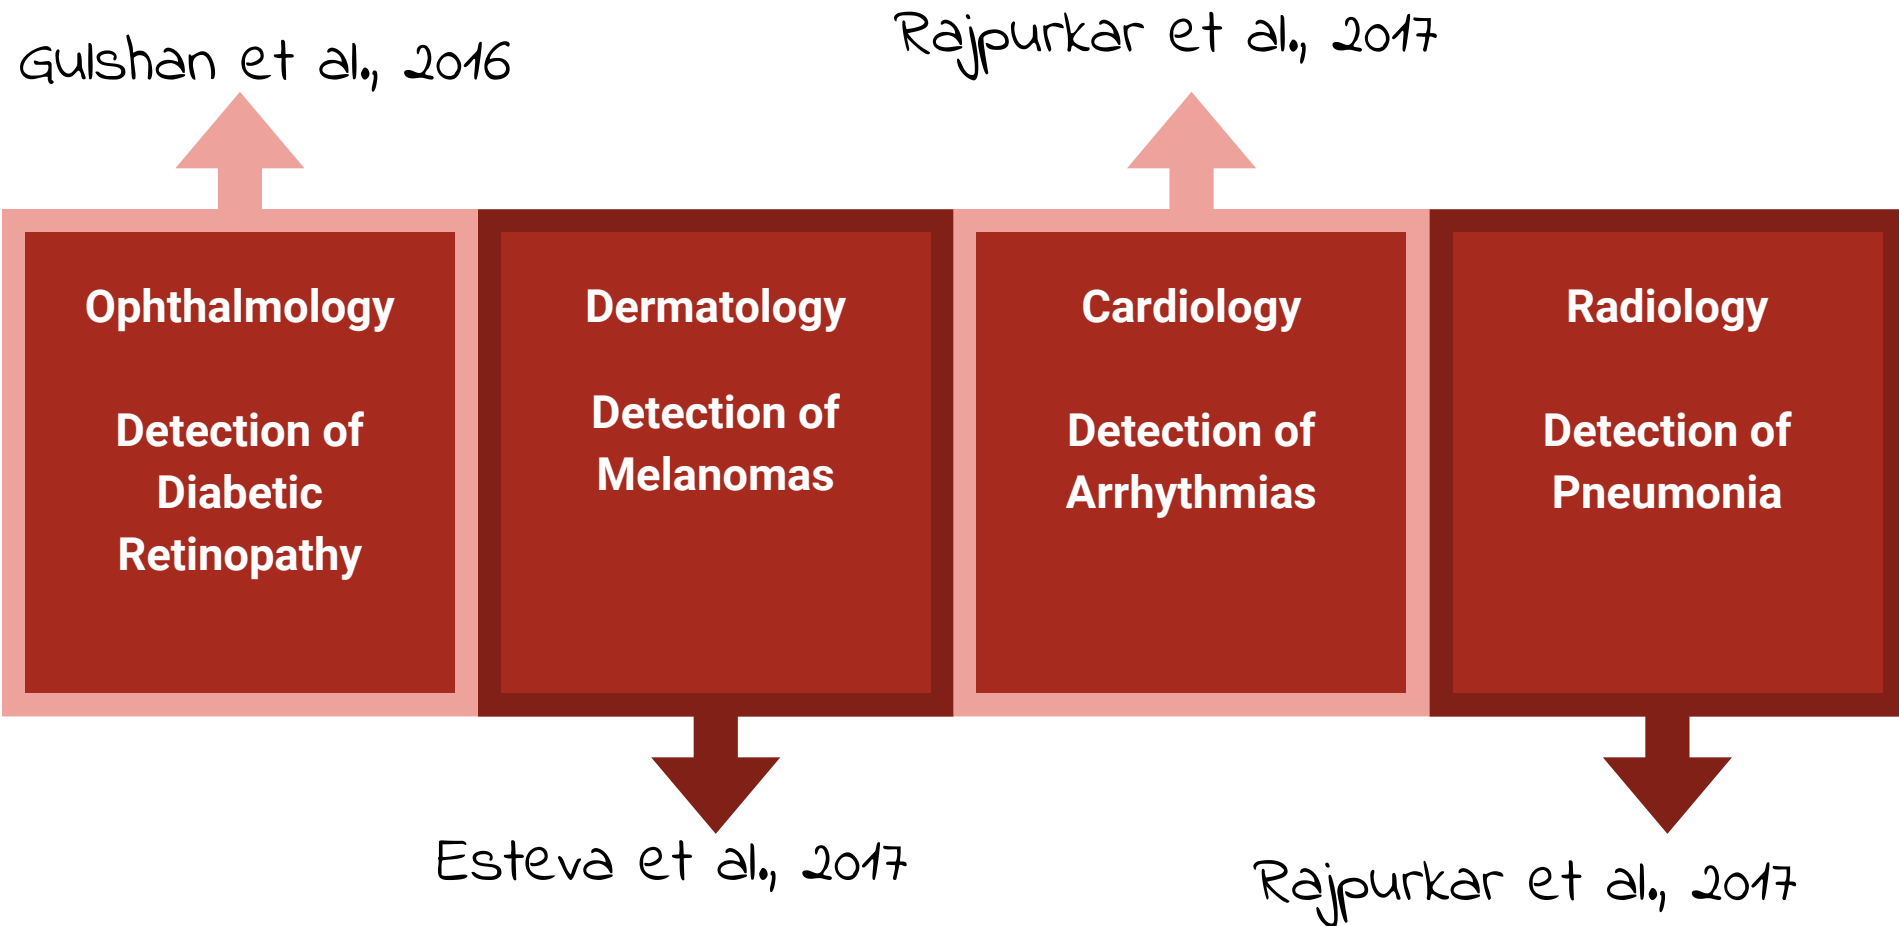 Gulshan et al., 2016
Rajpurkar et al., 2017
Ophthalmology
Detection of
Diabetic
Retinopathy
Dermatology
Detection of
Melanomas
Cardiology
Detection of
Arrhythmias
Radiology
Detection of
Pneumonia
Esteva et al., 2017
Rajpurkar et al., 2017